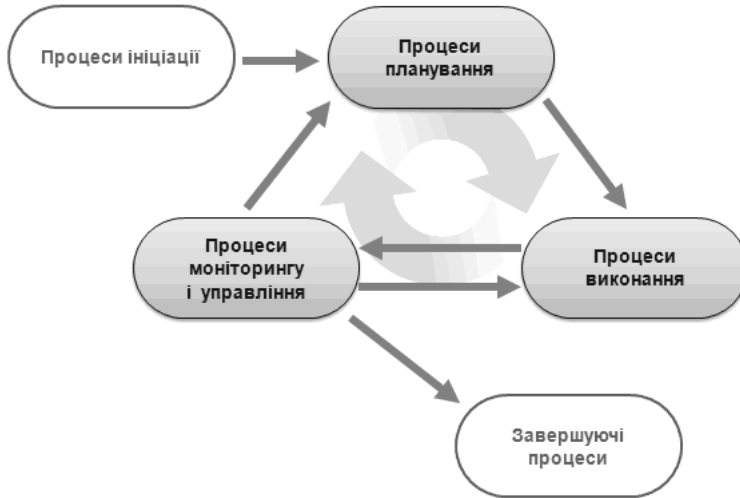 Процеси ініціації
Процеси
планування
Процеси
моніторингу
і управління
Процеси
виконання
Завершуючі
процеси